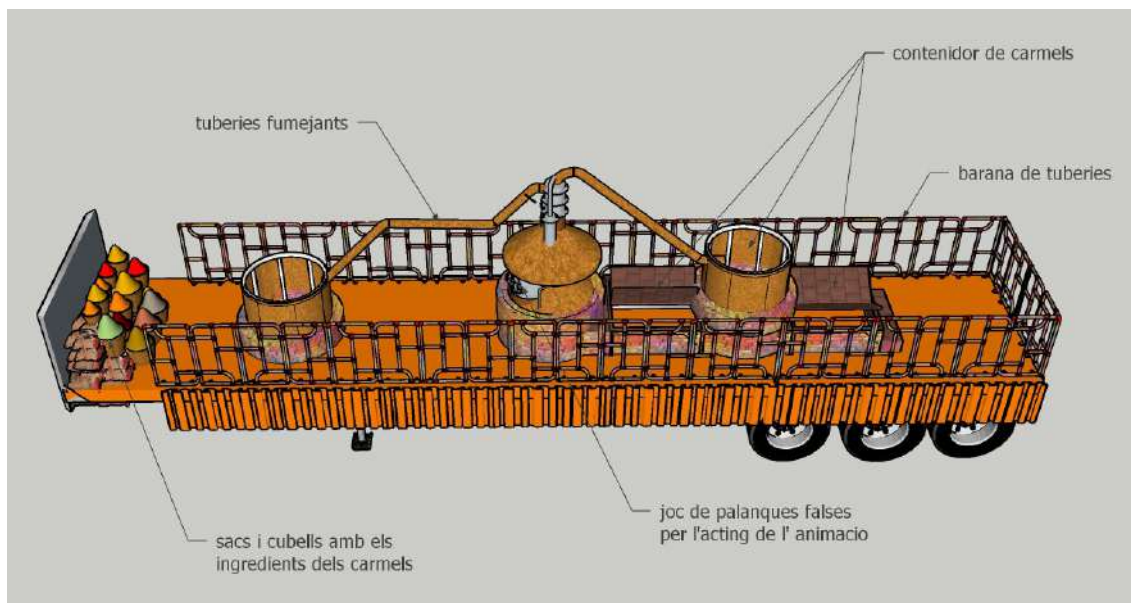 contenidor de carmels
tuberies fumejants
barana de tuberies
joc de palanques falses
per l'acting de l' animacio
sacs i cubells amb els
ingredients dels carmels